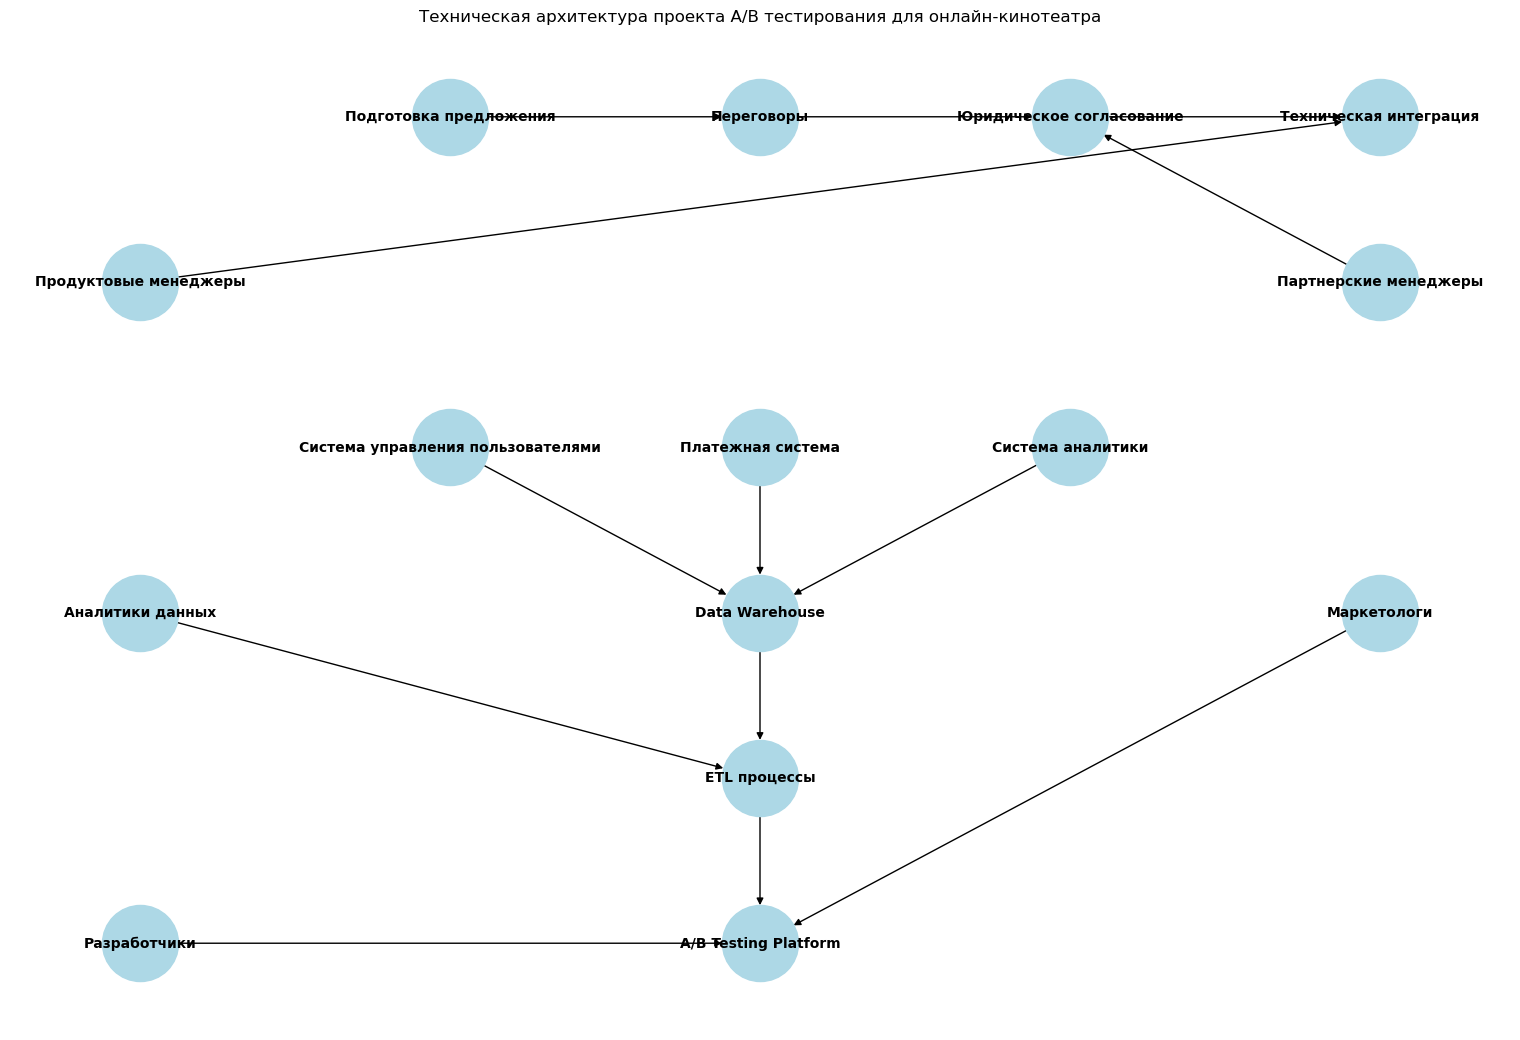 Техническая архитектура проекта A/B тестирования для онлайн-кинотеатра
Подготовка предложения
Переговоры
Юридическое согласование
Техническая интеграция
Продуктовые менеджеры
Партнерские менеджеры
Система управления пользователями
Платежная система
Система аналитики
Аналитики данных
Data Warehouse
Маркетологи
ETL процессы
Разработчики
A/B Testing Platform